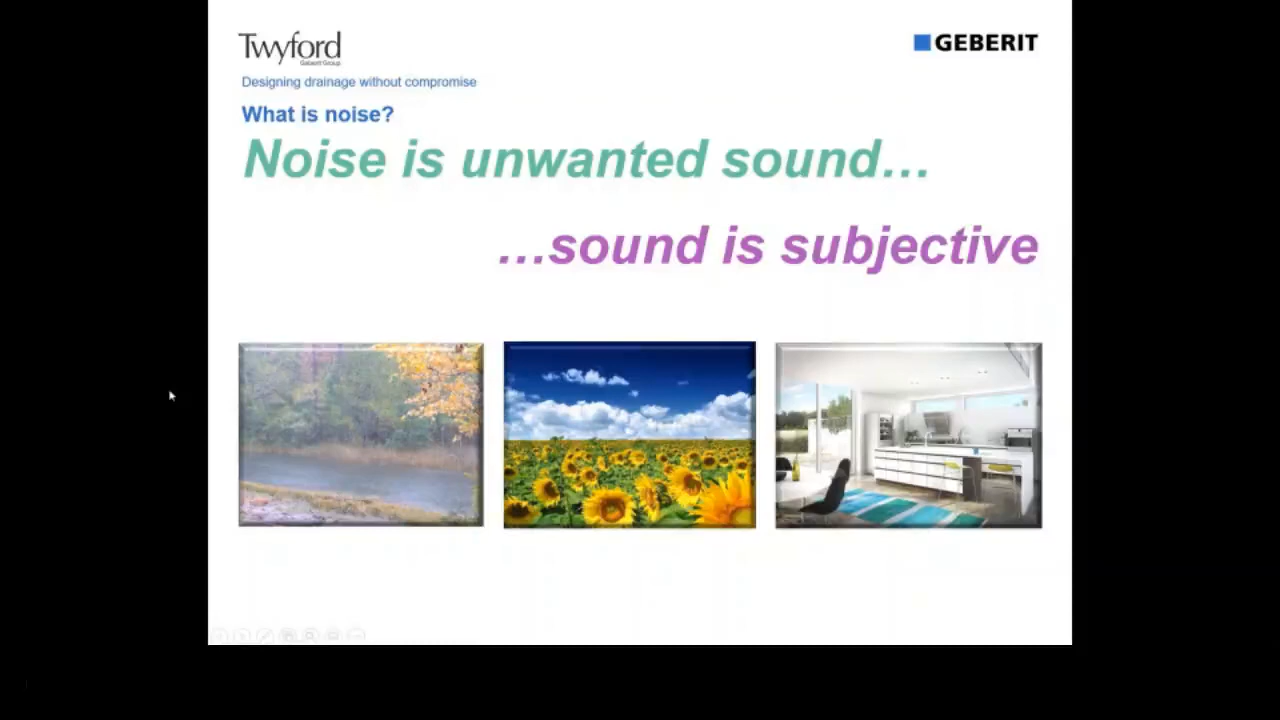 Twyford
Geberit Group
GEBERIT
Designing drainage without compromise
What is noise?
Noise is unwanted sound…
…sound is subjective